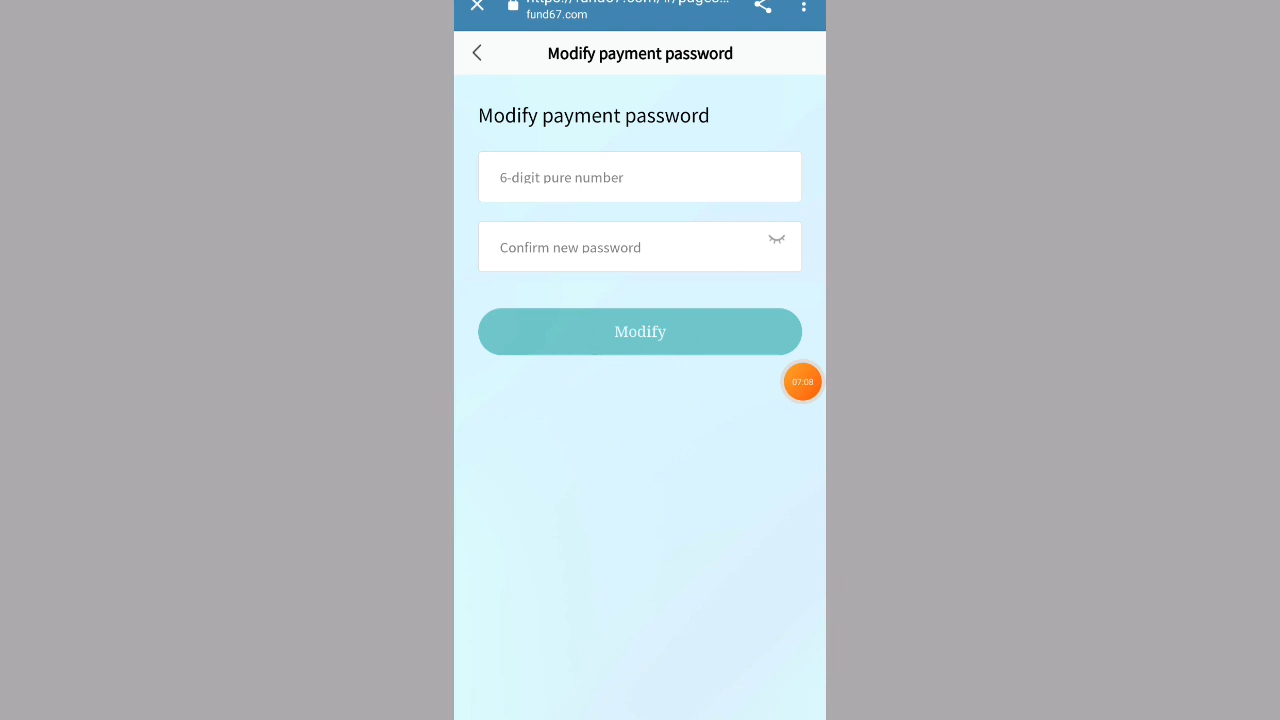 fund67.com
Modify payment password
Modify payment password
6-digit pure number
Confirm new password
Modify
07:08